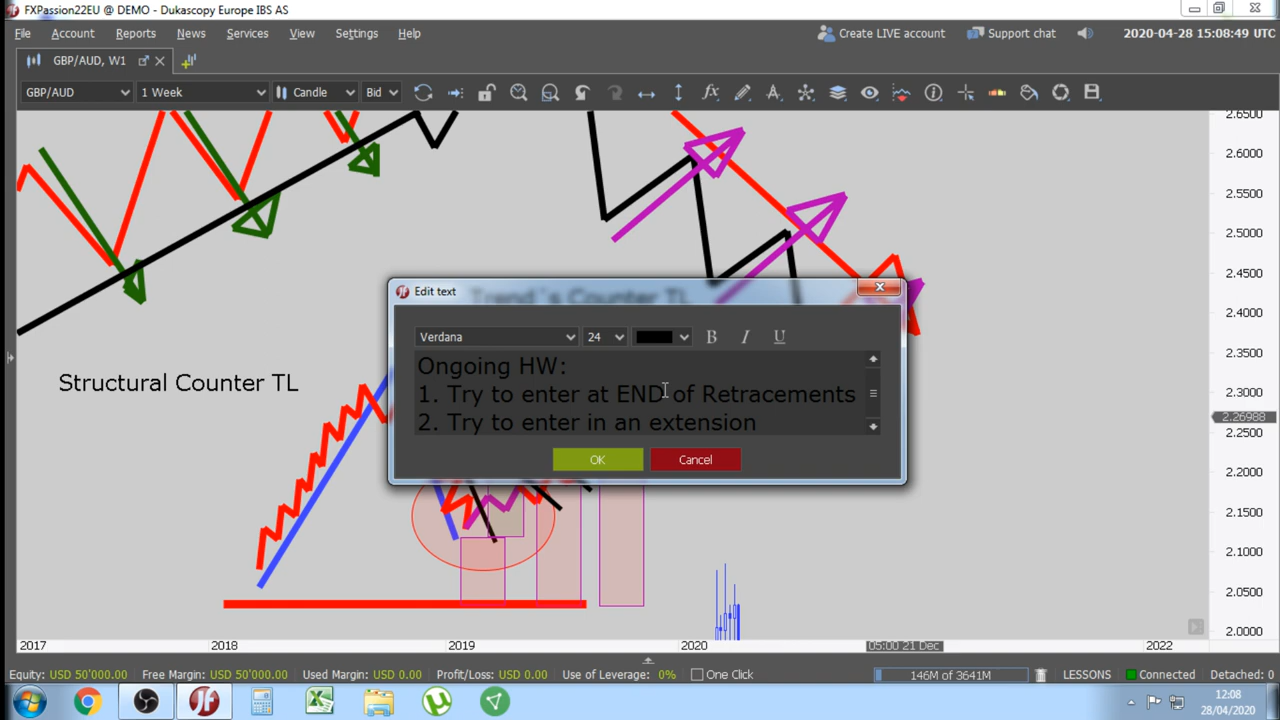 FXPassion22EU @ DEMO - Dukascopy Europe IBS AS
File Account Reports News Services View Settings Help
Create LIVE account Support chat 2020-04-28 15:08:49 UTC
GBP/AUD, W1
GBP/AUD 1 Week Candle Bid
2.6500
2.6000
2.5500
2.5000
2.4500
2.4000
2.3500
2.3000
2.26988
2.2500
2.2000
2.1500
2.1000
2.0500
2.0000
Trend´s Counter TL
Structural Counter TL
Edit text
Verdana 24 B I U
Ongoing HW:
1. Try to enter at END of Retracements
2. Try to enter in an extension
OK Cancel
2017 2018 2019 2020 05:00 21 Dec 2022
Equity: USD 50'000.00 Free Margin: USD 50'000.00 Used Margin: USD 0.00 Profit/Loss: USD 0.00 Use of Leverage: 0% One Click 146M of 3641M LESSONS Connected Detached: 0
12:08
28/04/2020